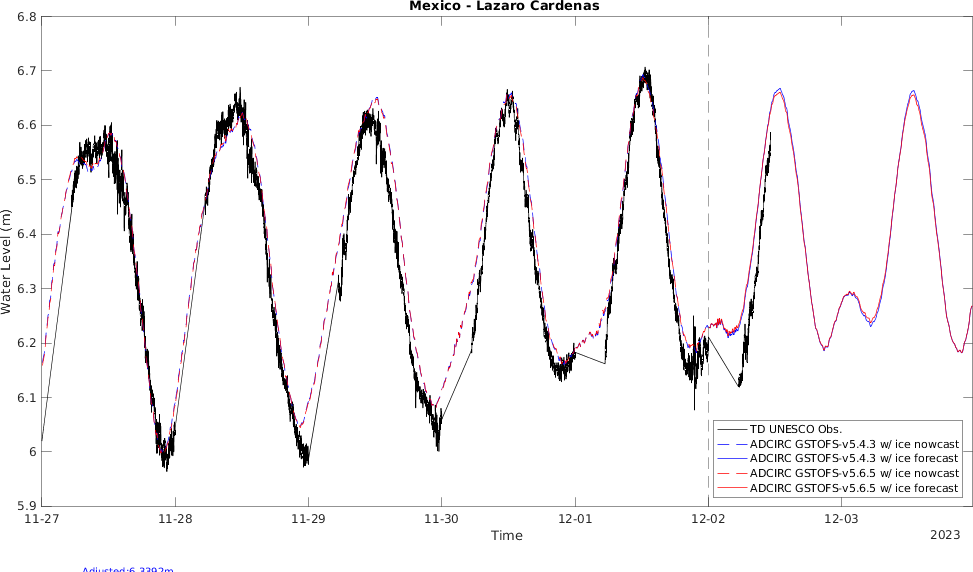 Mexico - Lazaro Cardenas
6.8
6.7
6.6
6.5
6.4
6.3
6.2
6.1
6
5.9
Water Level (m)
11-27
11-28
11-29
11-30
12-01
12-02
12-03
Time
2023
TD UNESCO Obs.
ADCIRC GSTOFS-v5.4.3 w/ ice nowcast
ADCIRC GSTOFS-v5.4.3 w/ ice forecast
ADCIRC GSTOFS-v5.6.5 w/ ice nowcast
ADCIRC GSTOFS-v5.6.5 w/ ice forecast
Adjusted:6.3392m